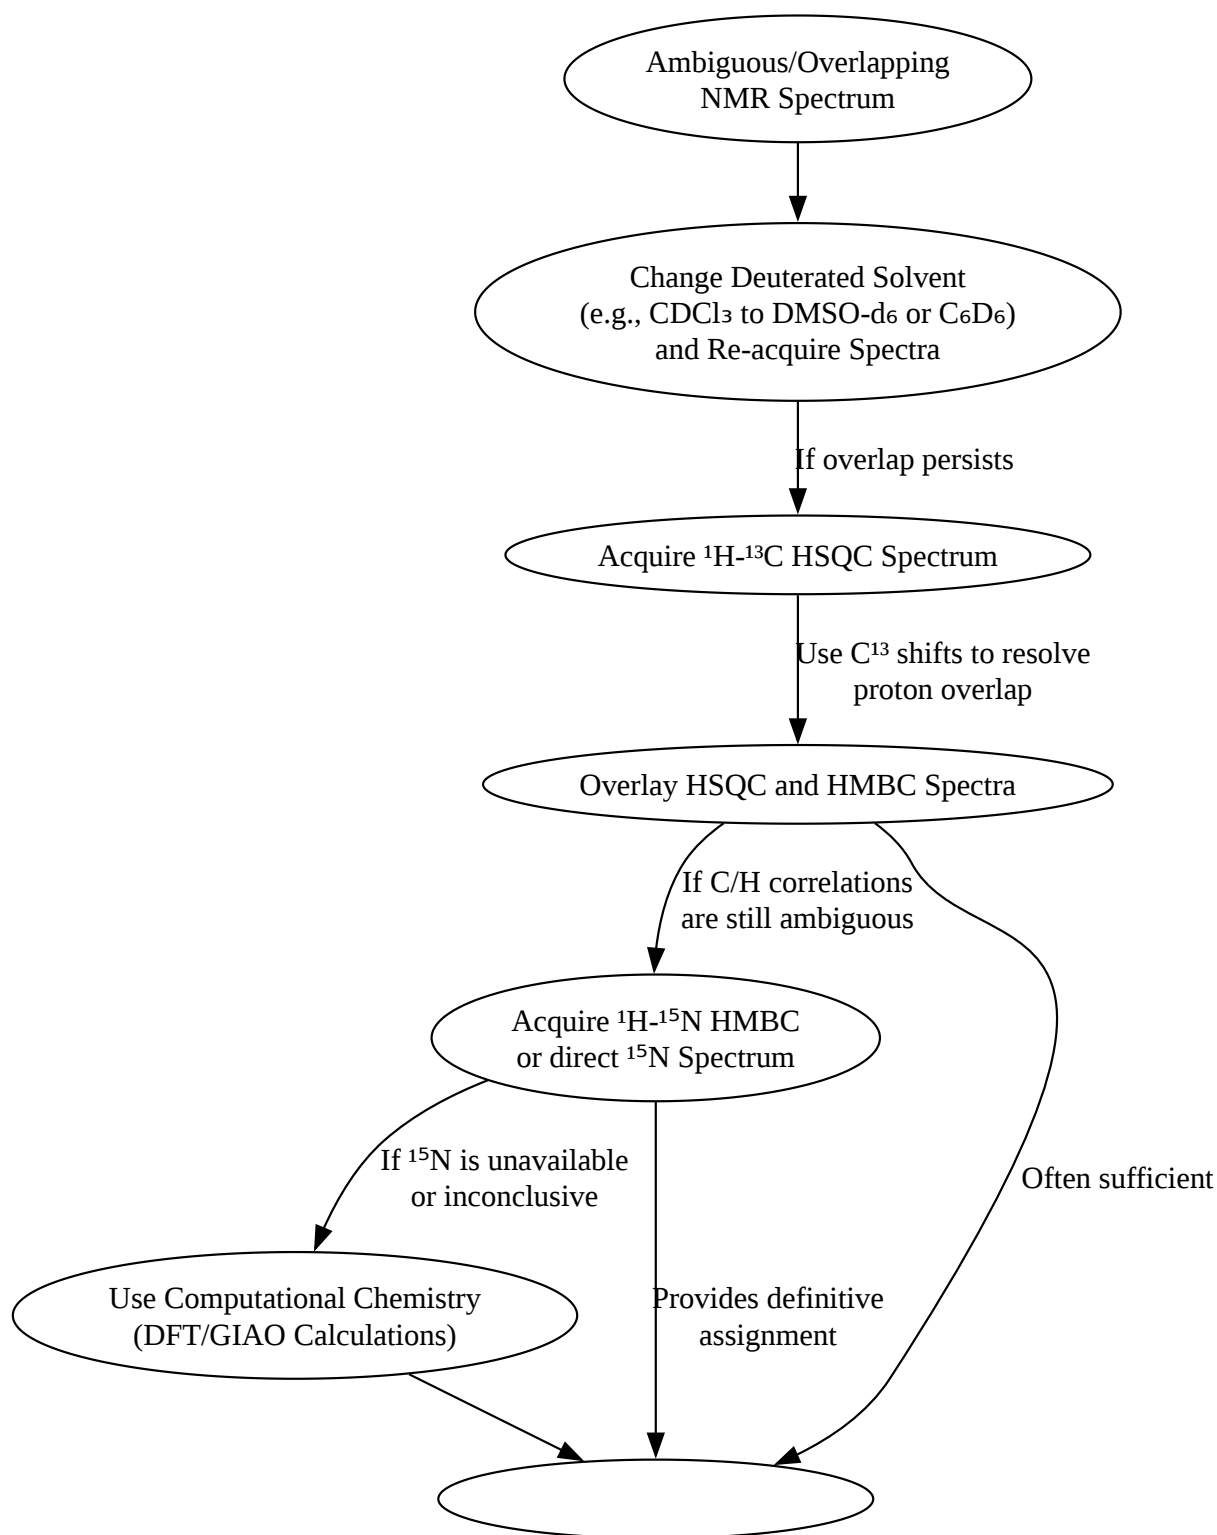 Ambiguous/Overlapping
NMR Spectrum
Change Deuterated Solvent
(e.g., CDCl₃ to DMSO-d₆ or C₆D₆)
and Re-acquire Spectra
If overlap persists
Acquire ¹H-¹³C HSQC Spectrum
Use C¹³ shifts to resolve
proton overlap
Overlay HSQC and HMBC Spectra
If C/H correlations
are still ambiguous
Acquire ¹H-¹⁵N HMBC
or direct ¹⁵N Spectrum
If ¹⁵N is unavailable
or inconclusive
Often sufficient
Use Computational Chemistry
(DFT/GIAO Calculations)
Provides definitive
assignment